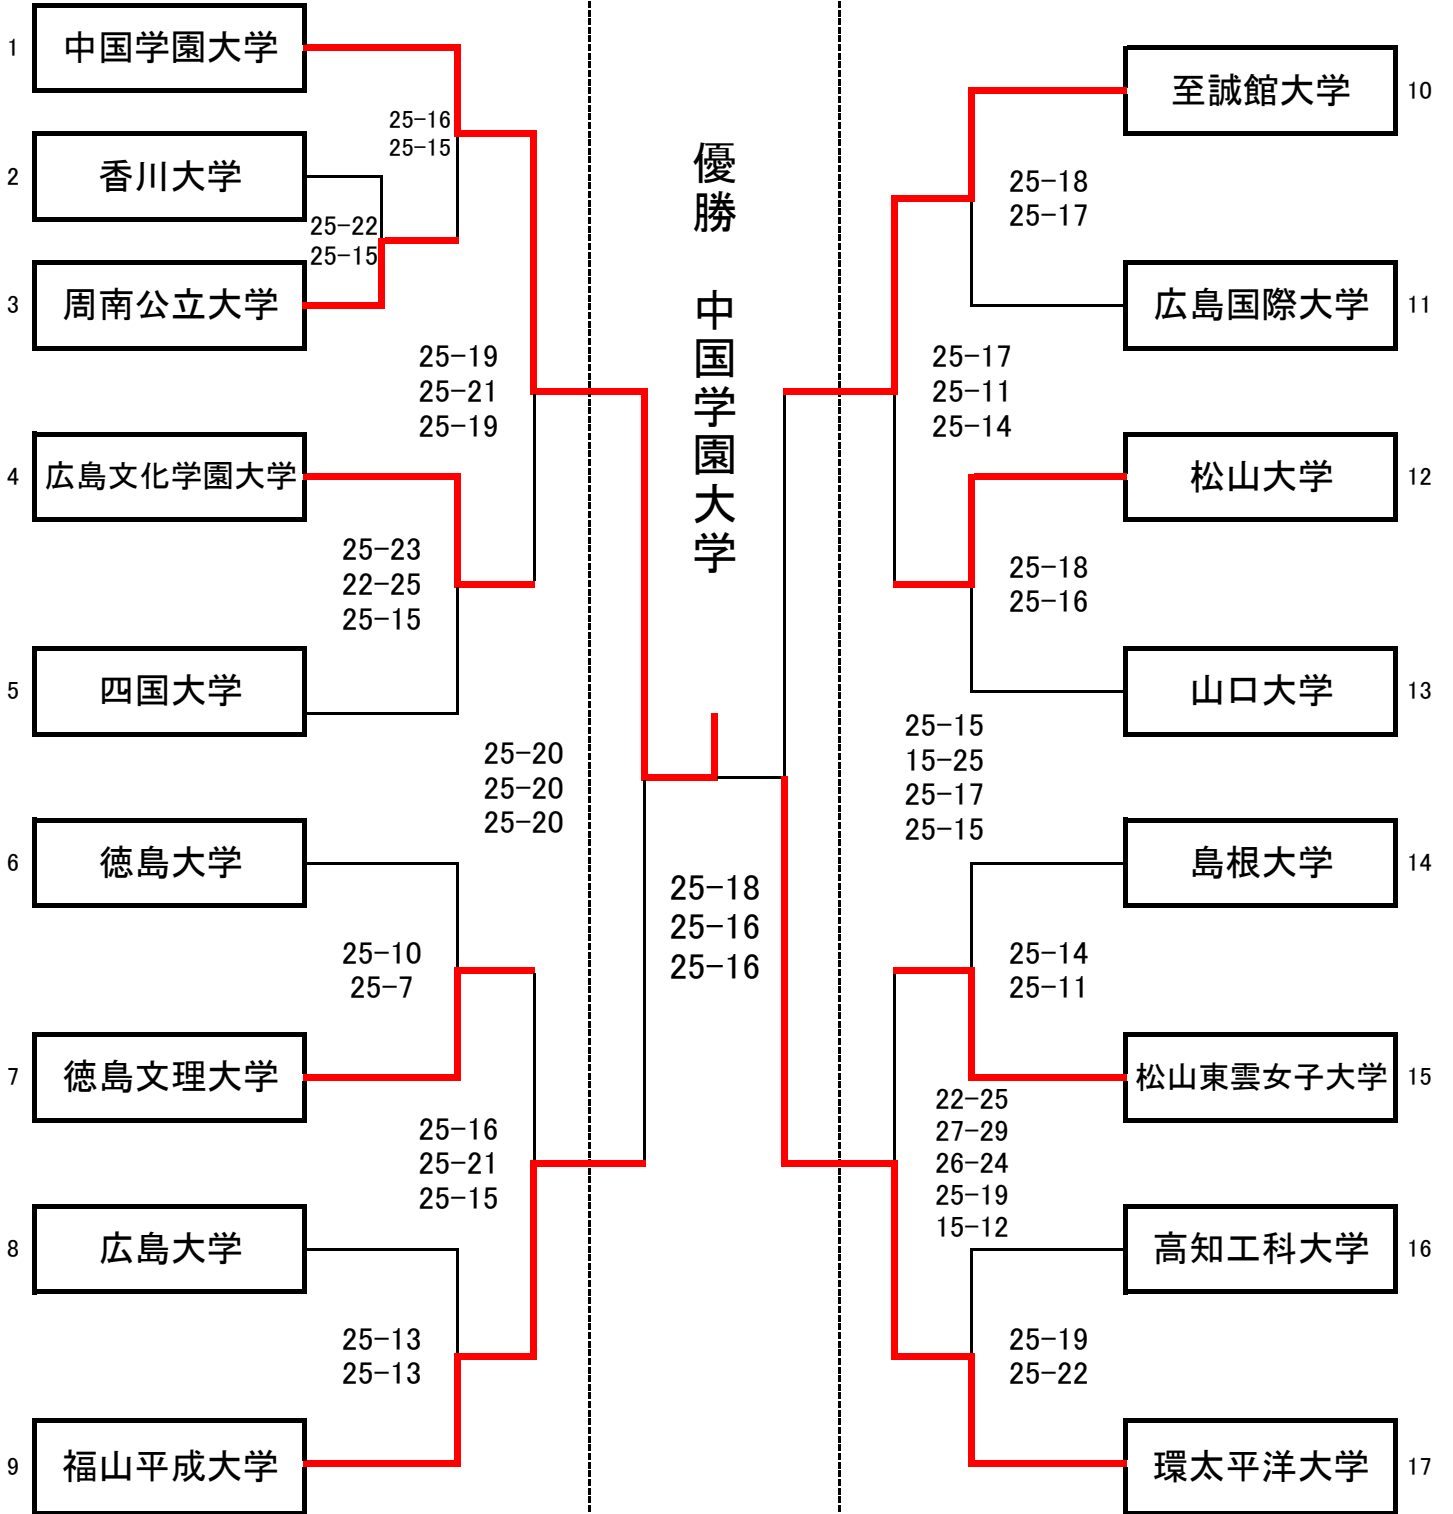 1 中国学園大学
25-16
25-15
2 香川大学
25-22
25-15
3 周南公立大学
25-19
25-21
25-19
4 広島文化学園大学
25-23
22-25
25-15
5 四国大学
25-20
25-20
25-20
6 徳島大学
25-10
25-7
7 徳島文理大学
25-16
25-21
25-15
8 広島大学
25-13
25-13
9 福山平成大学
優勝 中国学園大学
25-18
25-16
25-16
至誠館大学 10
25-18
25-17
広島国際大学 11
25-17
25-11
25-14
松山大学 12
25-18
25-16
山口大学 13
25-15
15-25
25-17
25-15
島根大学 14
25-14
25-11
松山東雲女子大学 15
22-25
27-29
26-24
25-19
15-12
高知工科大学 16
25-19
25-22
環太平洋大学 17